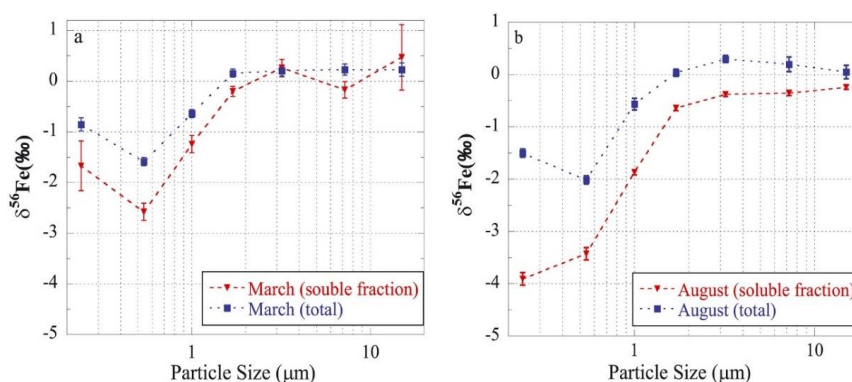 a
1
0
-1
-2
-3
-4
-5
δ56Fe(‰)
March (souble fraction)
March (total)
1
10
Particle Size (μm)
b
1
0
-1
-2
-3
-4
-5
δ56Fe(‰)
August (soluble fraction)
August (total)
1
10
Particle Size (μm)